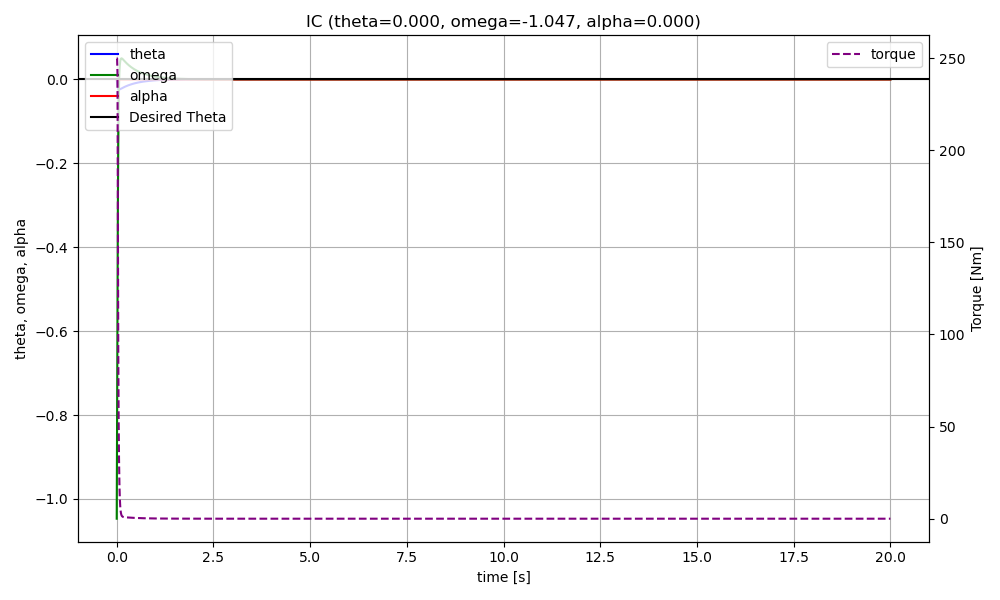 IC (theta=0.000, omega=-1.047, alpha=0.000)
theta
omega
alpha
Desired Theta
torque
0.0
−0.2
−0.4
−0.6
−0.8
−1.0
theta, omega, alpha
250
200
150
100
50
0
Torque [Nm]
0.0 2.5 5.0 7.5 10.0 12.5 15.0 17.5 20.0
time [s]